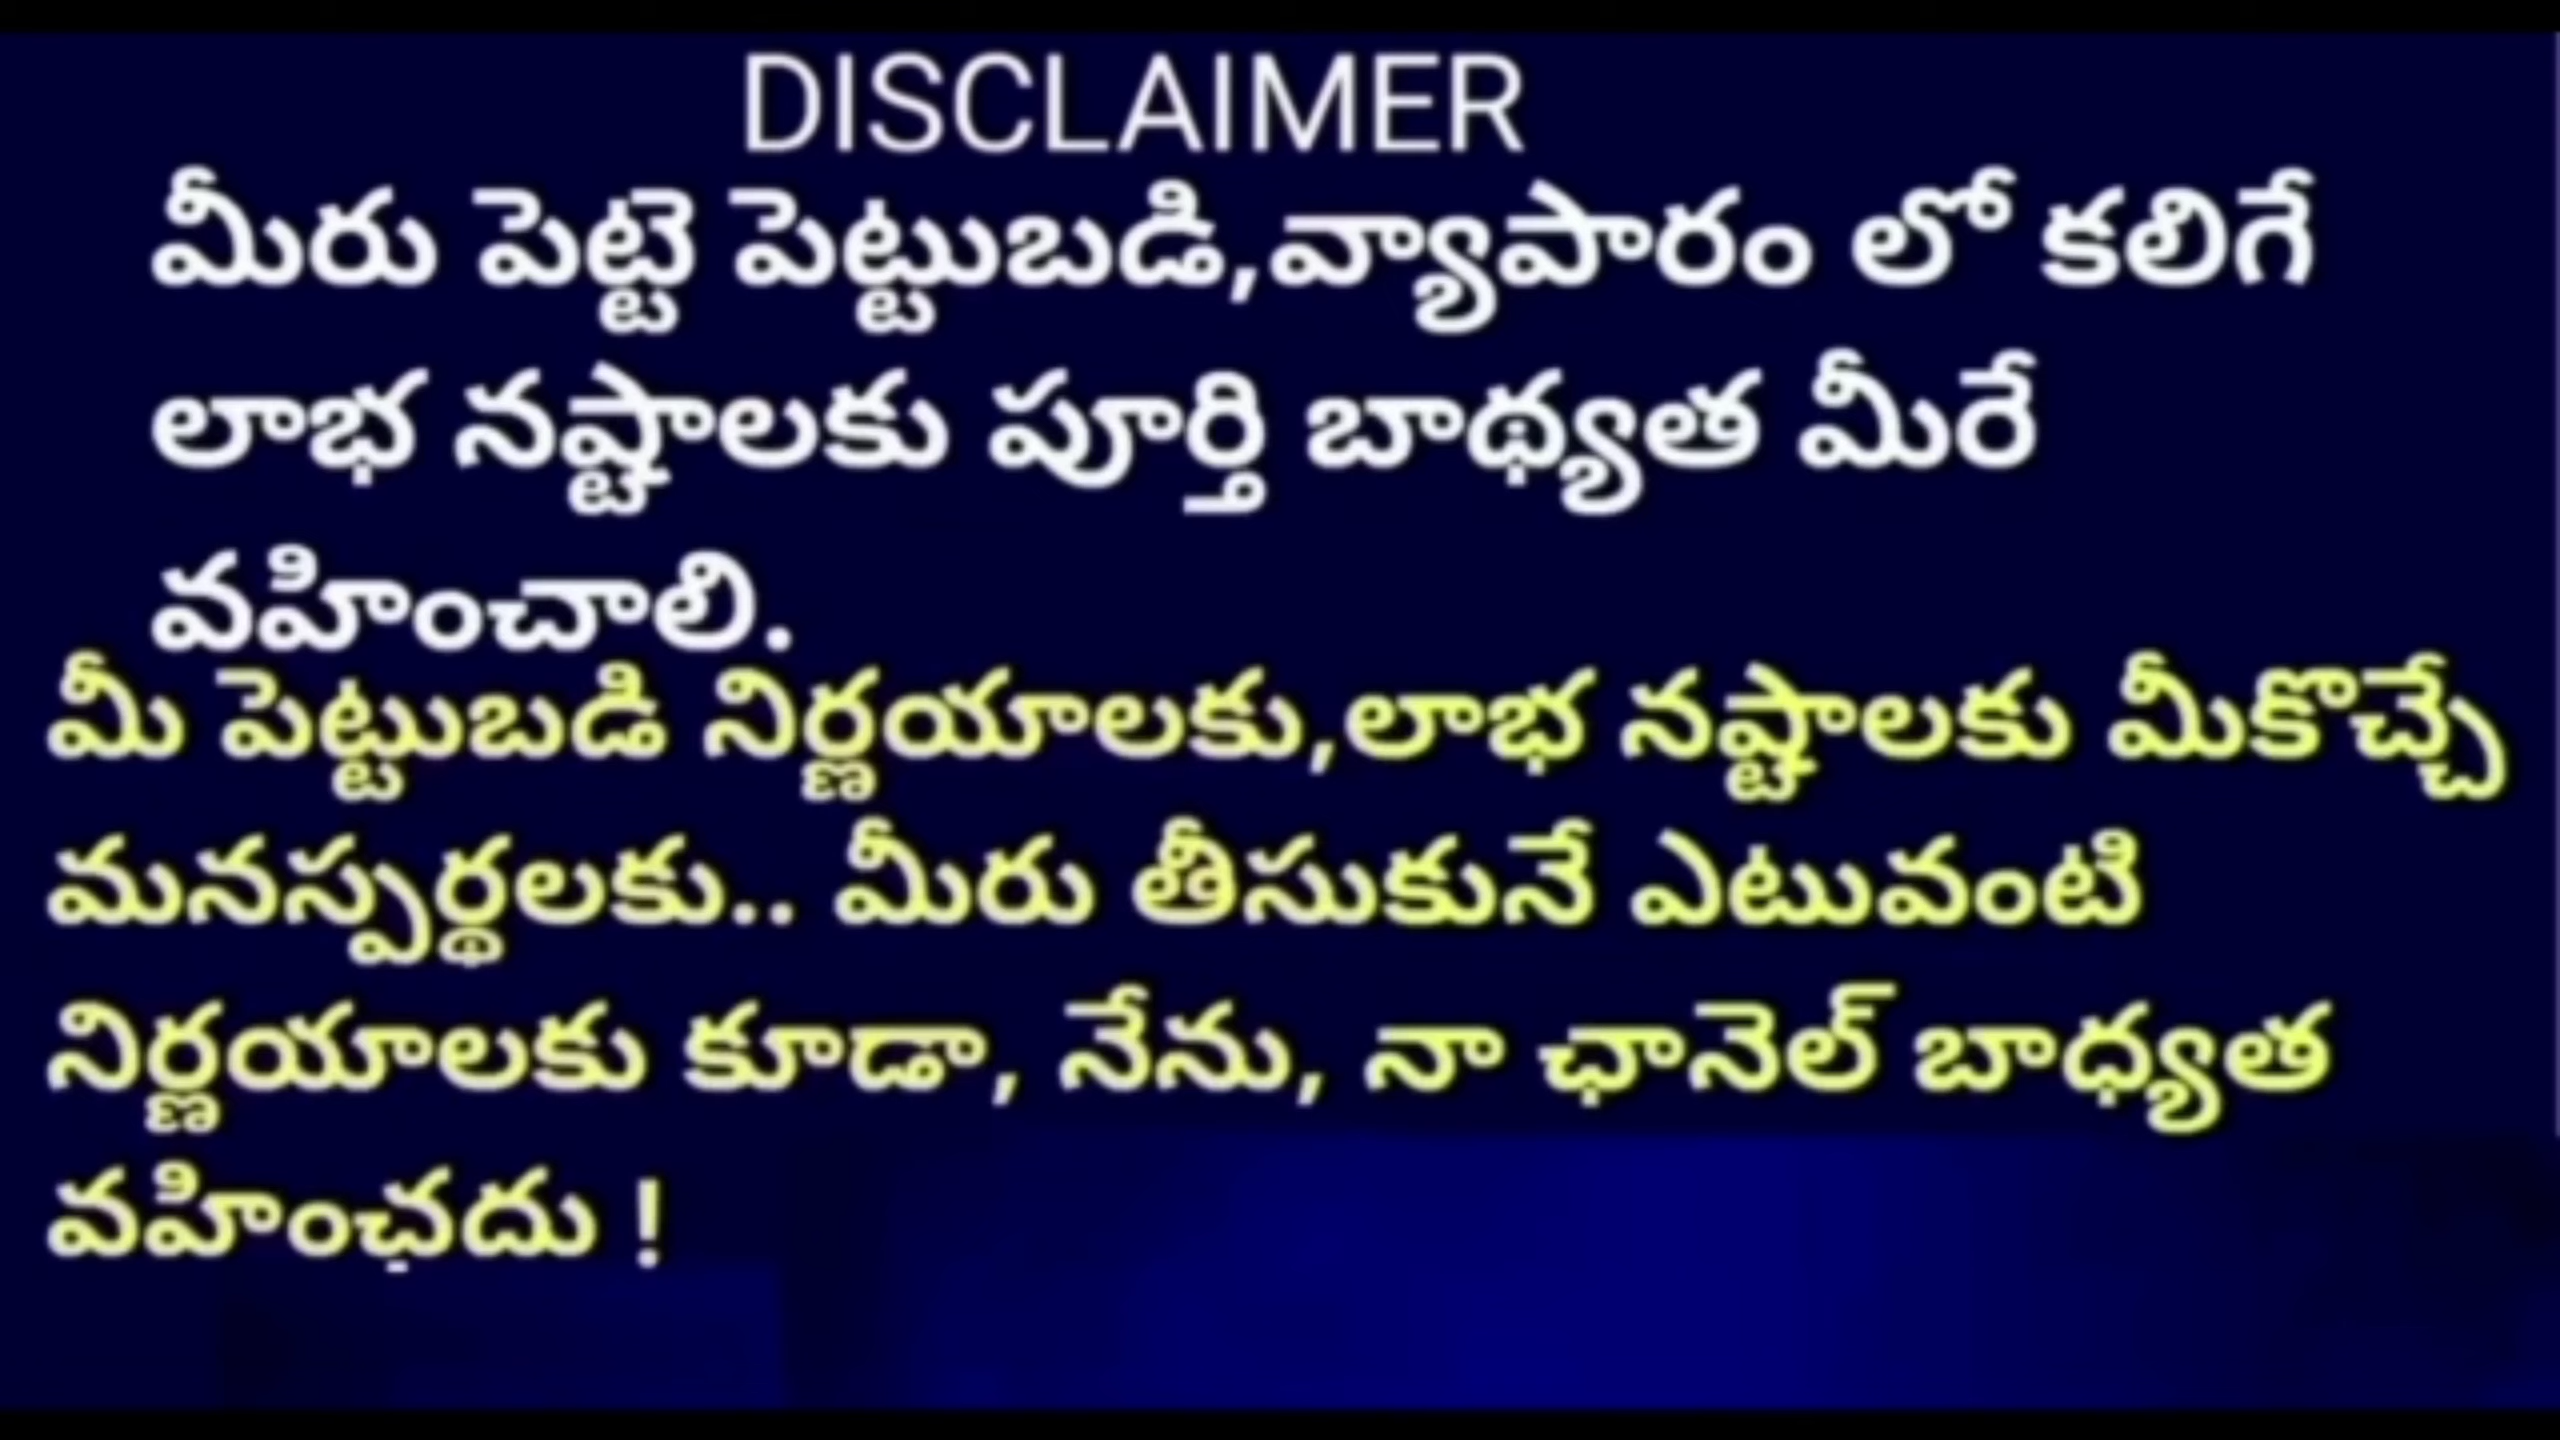 DISCLAIMER
మీరు పెట్టె పెట్టుబడి,వ్యాపారం లో కలిగే
లాభ నష్టాలకు పూర్తి బాథ్యత మీరే
వహించాలి.
మీ పెట్టుబడి నిర్ణయాలకు,లాభ నష్టాలకు మీకొచ్చే
మనస్పర్థలకు.. మీరు తీసుకునే ఎటువంటి
నిర్ణయాలకు కూడా, నేను, నా ఛానెల్ బాధ్యత
వహించదు !